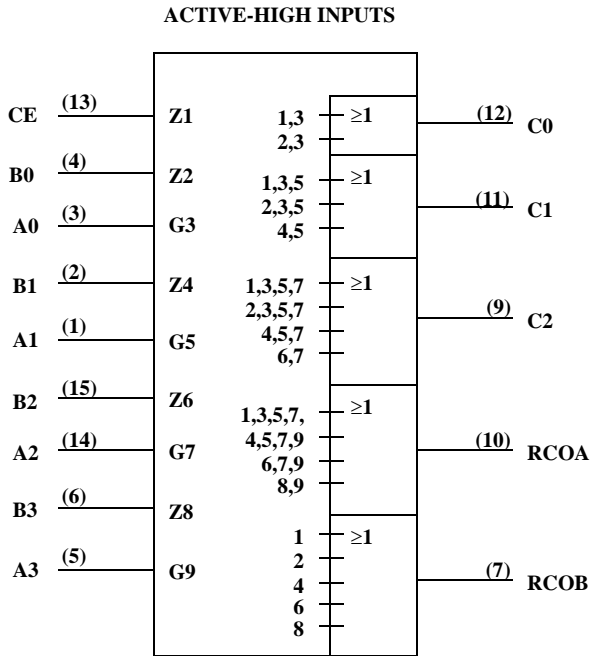 ACTIVE-HIGH INPUTS
CE (13) Z1 1,3 ≥1 (12) C0
2,3
B0 (4) Z2 1,3,5 ≥1
2,3,5 (11) C1
A0 (3) G3 4,5
B1 (2) Z4 1,3,5,7 ≥1
2,3,5,7 (9) C2
A1 (1) G5 4,5,7
6,7
B2 (15) Z6 1,3,5,7, ≥1
A2 (14) G7 4,5,7,9 (10) RCOA
6,7,9
8,9
B3 (6) Z8
1 ≥1
A3 (5) G9 2
4 (7) RCOB
6
8